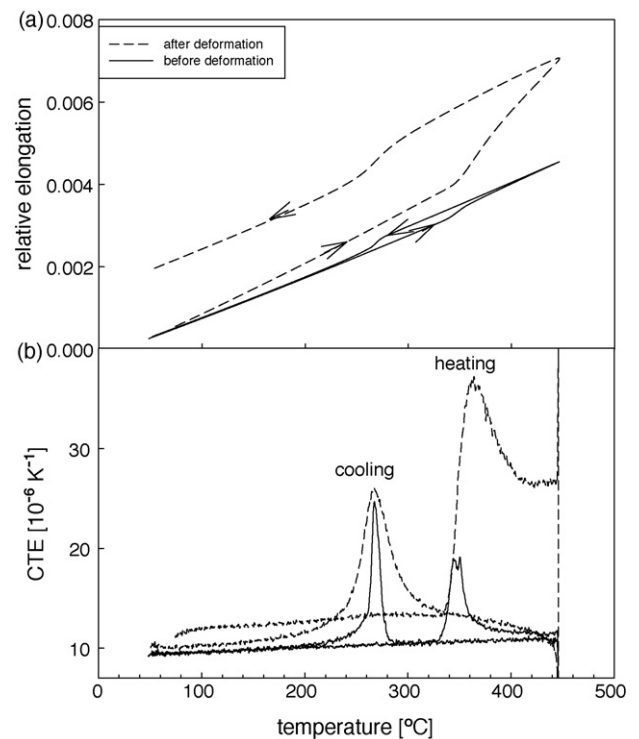 (a)
0.008
after deformation
before deformation
0.006
0.004
0.002
relative elongation
(b)
0.000
heating
30
cooling
20
10
CTE [10⁻⁶ K⁻¹]
0 100 200 300 400 500
temperature [ºC]